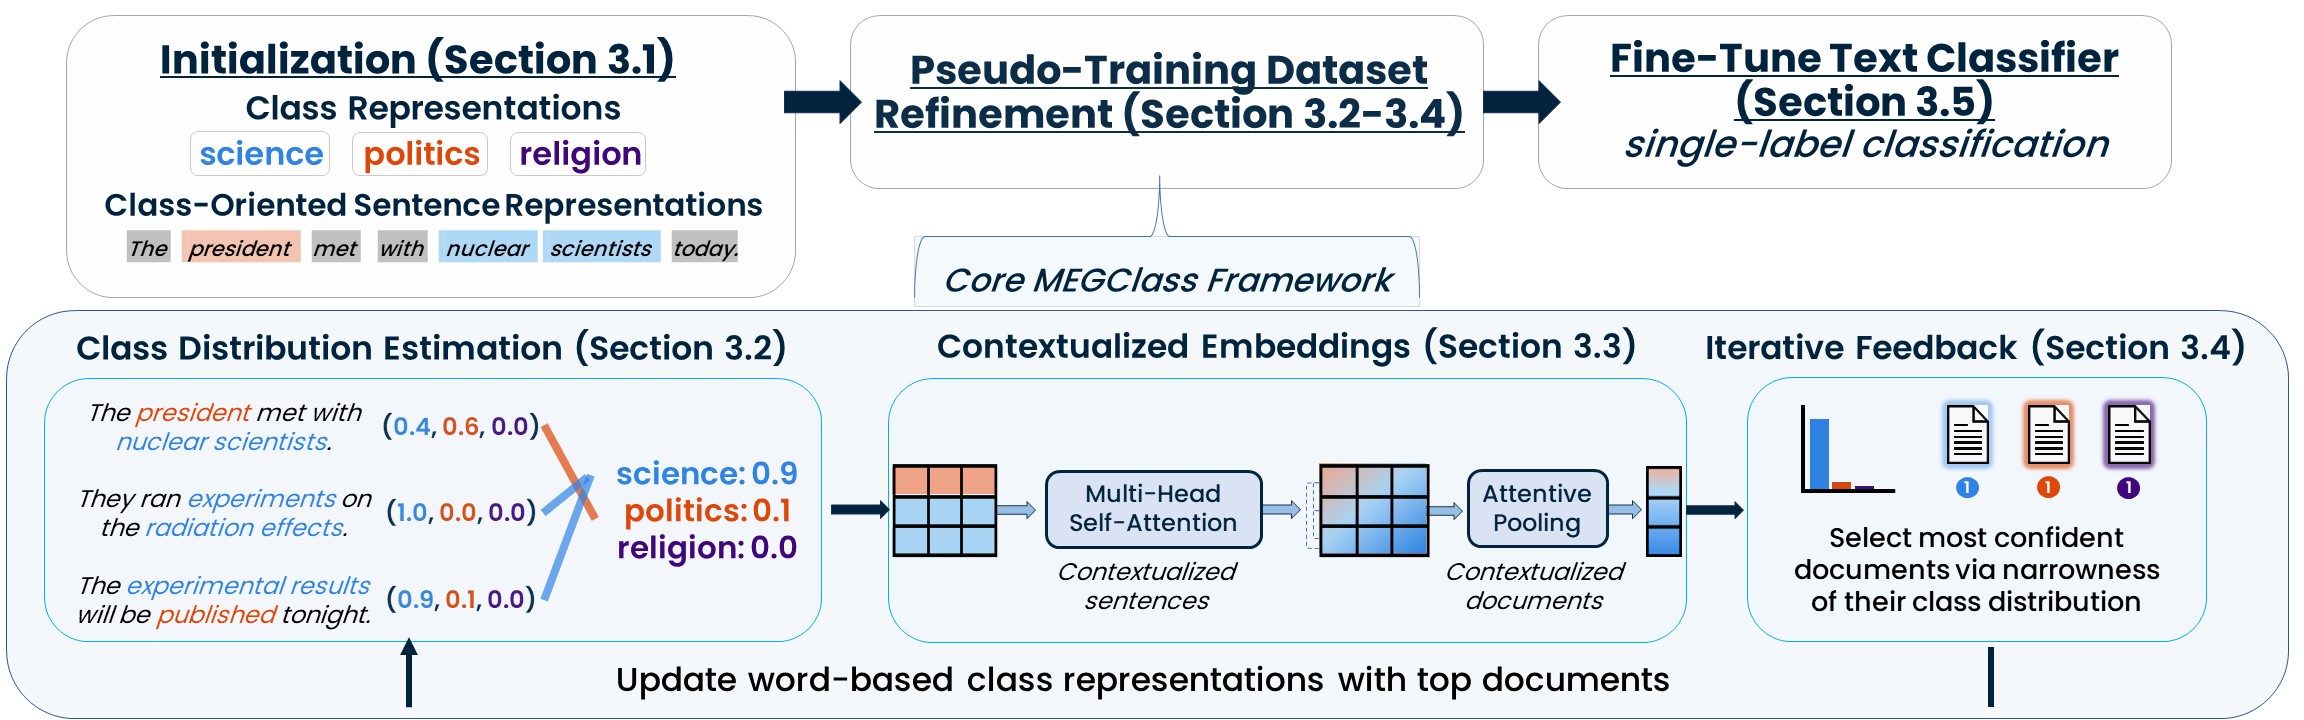 Initialization (Section 3.1)
Class Representations
science politics religion
Class-Oriented Sentence Representations
The president met with nuclear scientists today.
Pseudo-Training Dataset
Refinement (Section 3.2-3.4)
Fine-Tune Text Classifier
(Section 3.5)
single-label classification
Core MEGClass Framework
Class Distribution Estimation (Section 3.2)
The president met with
nuclear scientists.
(0.4, 0.6, 0.0)
They ran experiments on
the radiation effects.
(1.0, 0.0, 0.0)
The experimental results
will be published tonight.
(0.9, 0.1, 0.0)
science: 0.9
politics: 0.1
religion: 0.0
Contextualized Embeddings (Section 3.3)
Multi-Head
Self-Attention
Contextualized
sentences
Attentive
Pooling
Contextualized
documents
Iterative Feedback (Section 3.4)
1 1 1
Select most confident
documents via narrowness
of their class distribution
Update word-based class representations with top documents